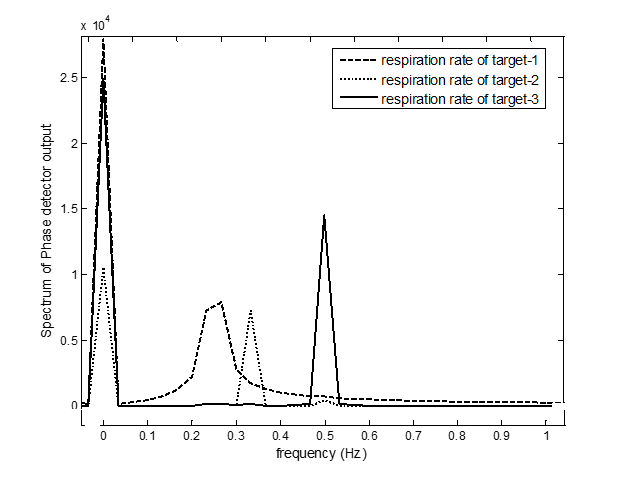 x 10^4
respiration rate of target-1
respiration rate of target-2
respiration rate of target-3
2.5
2
1.5
1
0.5
0
Spectrum of Phase detector output
0 0.1 0.2 0.3 0.4 0.5 0.6 0.7 0.8 0.9 1
frequency (Hz)